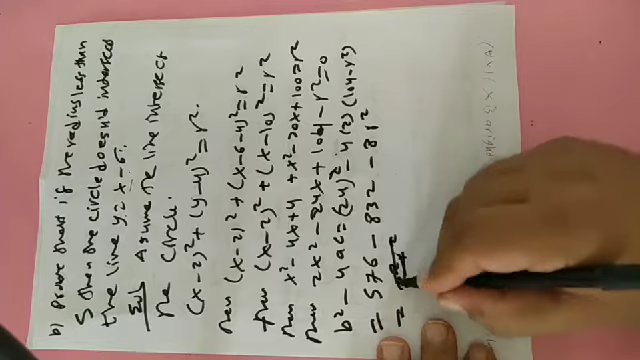 b) Prove that if the radius less than
5 then the circle doesn't intersect
the line y = x - 6.
Sol Assume the line intersect
the circle.
(x-2)² + (y-4)² = r².
then (x-2)² + (x-6-4)² = r²
then (x-2)² + (x-10)² = r²
then x² - 4x + 4 + x² - 20x + 100 = r²
then 2x² - 24x + 104 - r² = 0
b² - 4ac = (24)² - 4(2)(104-r²)
= 576 - 832 - 8r²
=